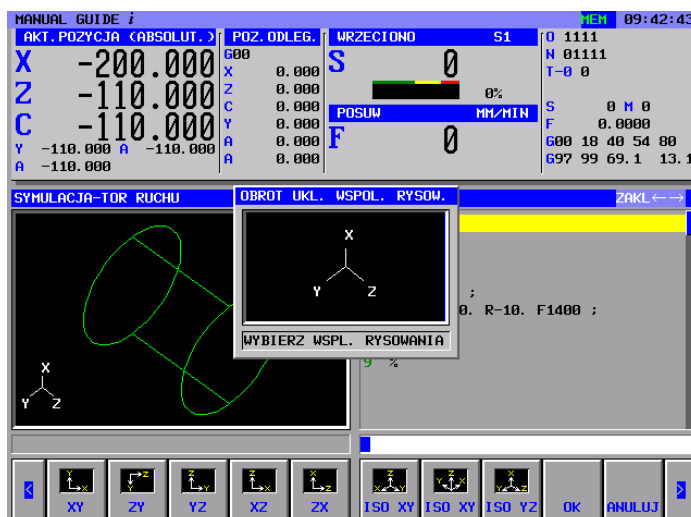 MANUAL GUIDE i
MEM 09:42:43
AKT.POZYCJA (ABSOLUT.)
X -200.000
Z -110.000
C -110.000
Y -110.000 A -110.000
A -110.000
POZ.ODLEG.
G00
X 0.000
Z 0.000
C 0.000
Y 0.000
A 0.000
A 0.000
WRZECIONO S1
S 0
0%
POSUW MM/MIN
F 0
O 1111
N 01111
T-0 0
S 0 M 0
F 0.0000
G00 18 40 54 80
G97 99 69.1 13.1
SYMULACJA-TOR RUCHU
ZAKL←→
OBROT UKL. WSPOL. RYSOW.
X
Y Z
WYBIERZ WSPL. RYSOWANIA
;
0. R-10. F1400 ;
9 %
X
Y Z
<
Y X
XY
Z
ZY
Z Y
YZ
Z X
XZ
X Z
ZX
X Y
ISO XY
Y X
ISO XY
X Z
ISO YZ
OK
ANULUJ
>